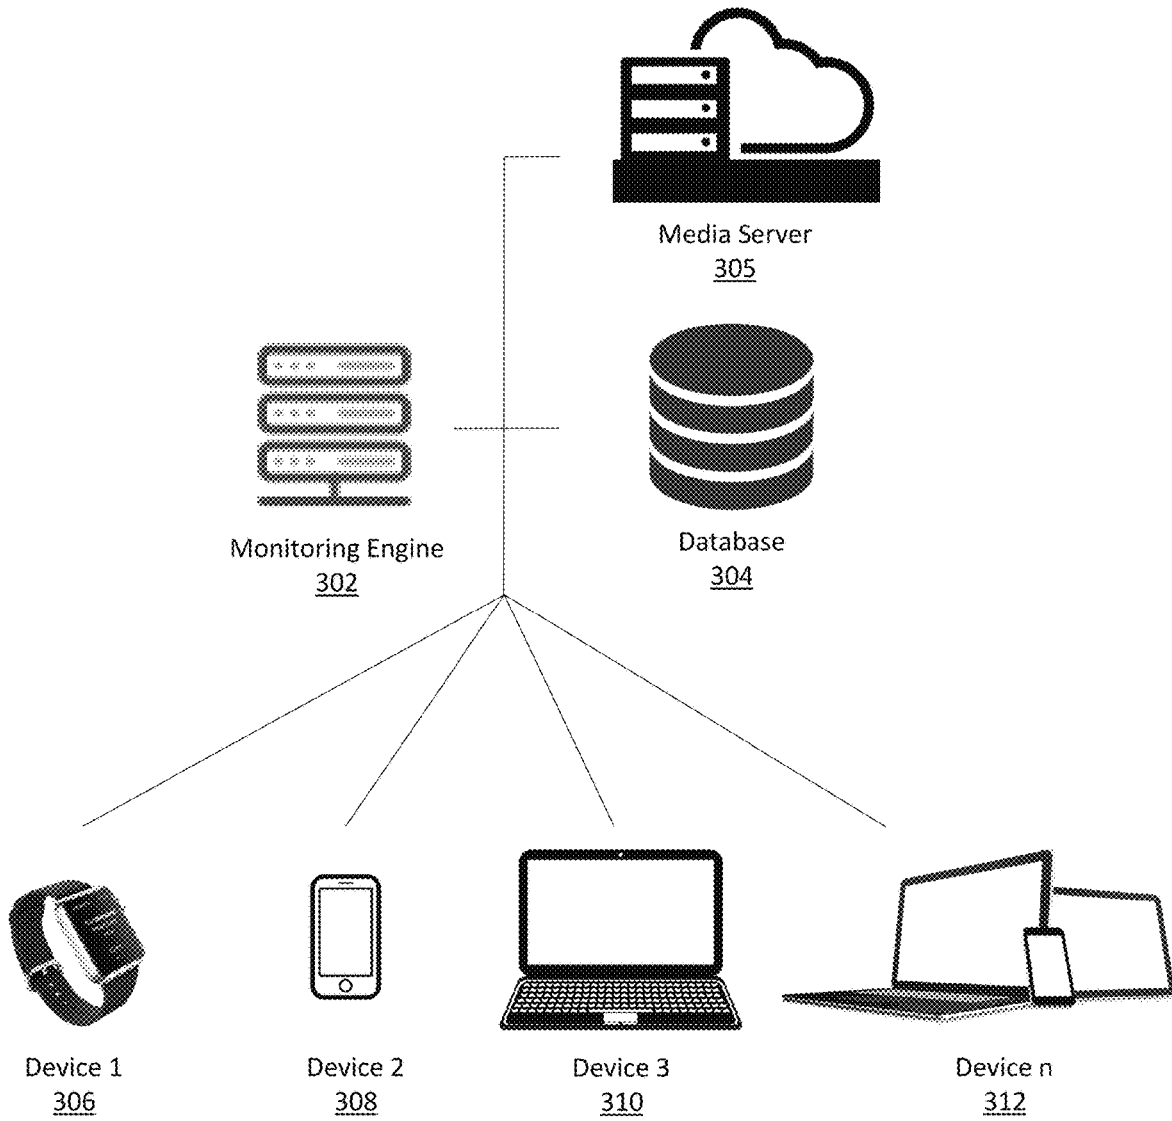 Media Server
305
Monitoring Engine
302
Database
304
Device 1
306
Device 2
308
Device 3
310
Device n
312